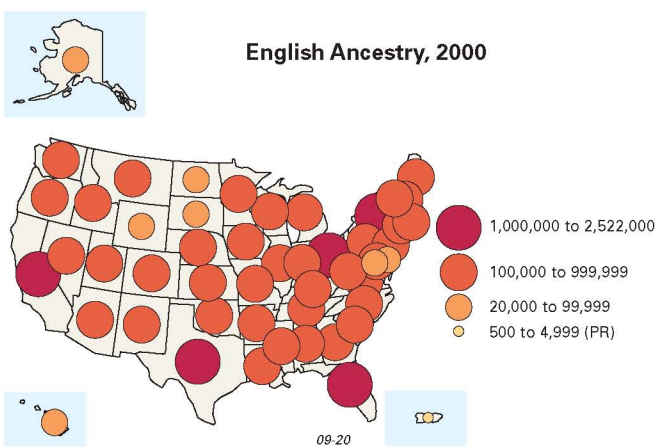 English Ancestry, 2000
1,000,000 to 2,522,000
100,000 to 999,999
20,000 to 99,999
500 to 4,999 (PR)
09-20